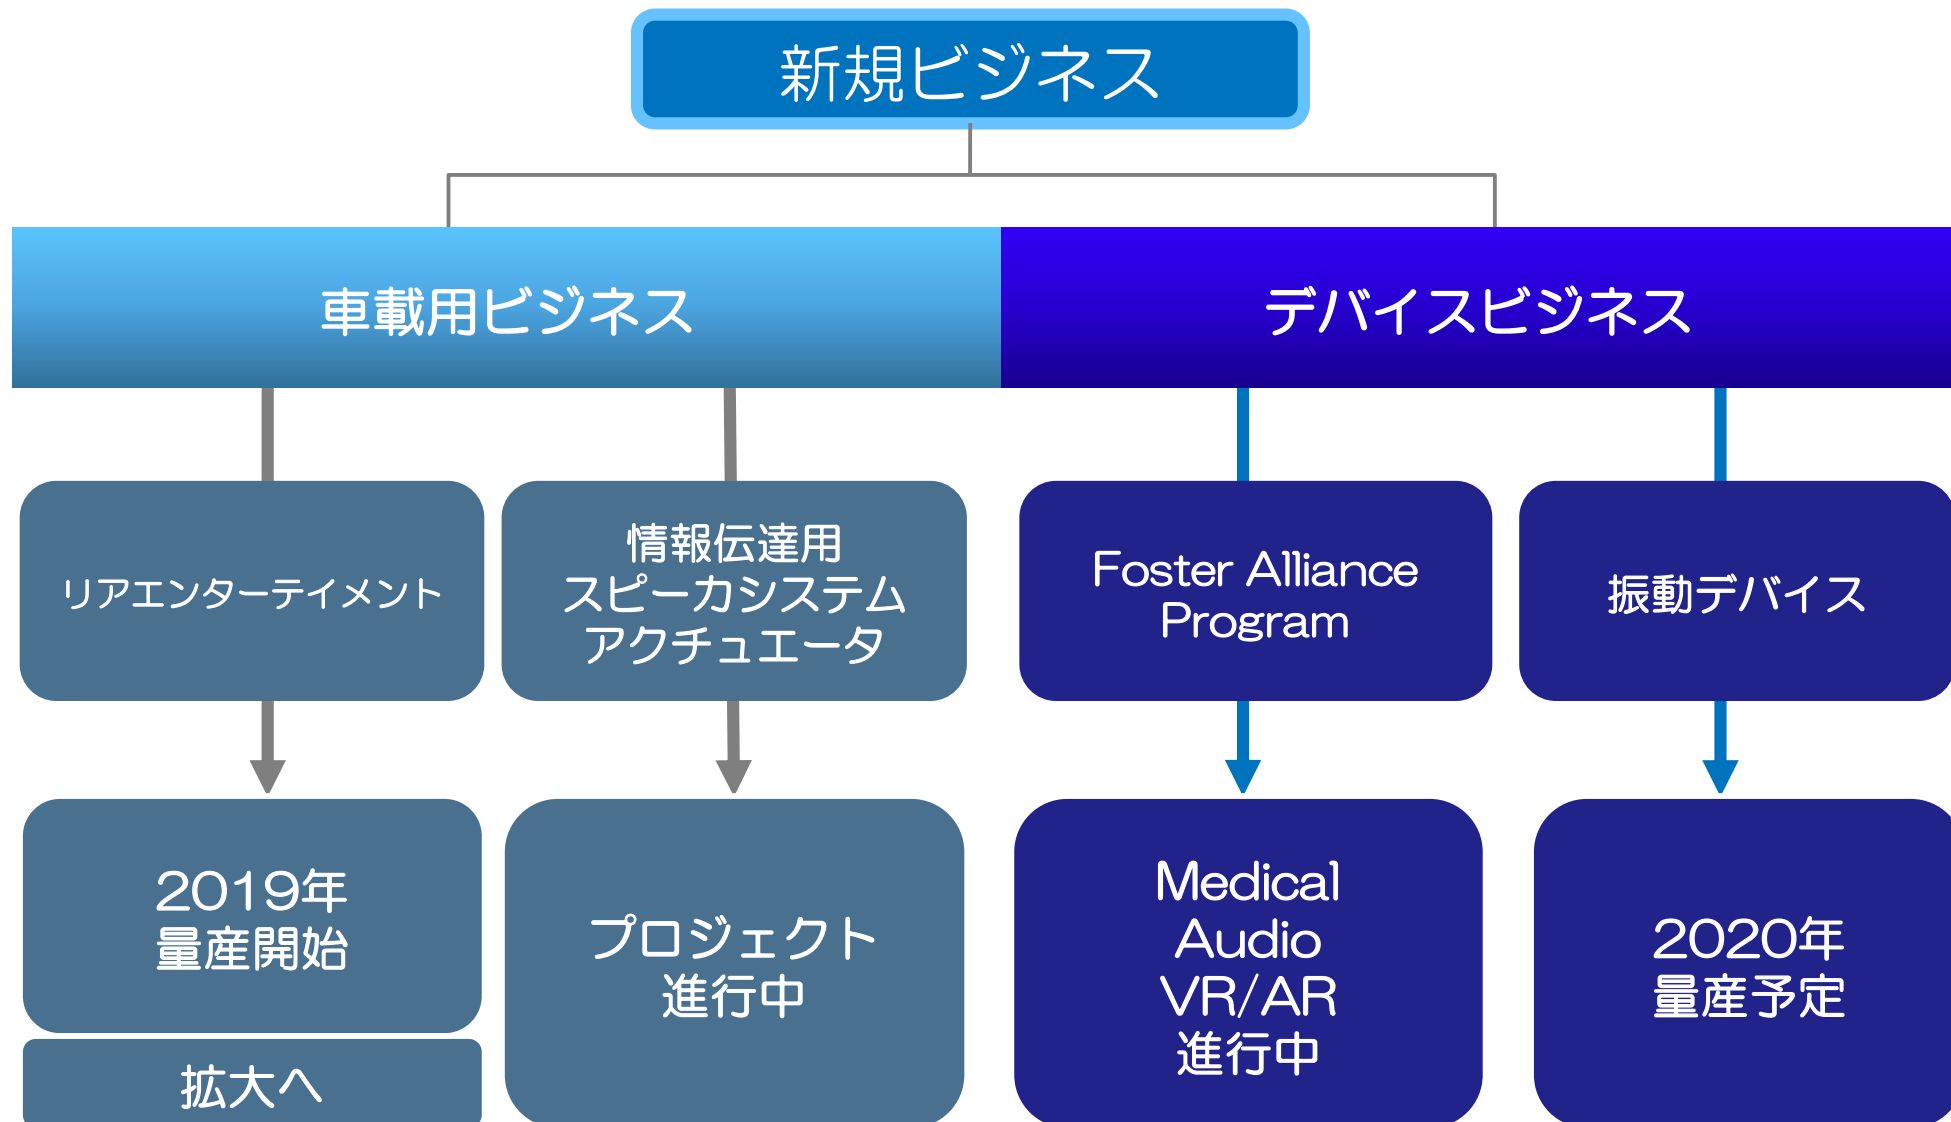 新規ビジネス
車載用ビジネス
デバイスビジネス
リアエンターテイメント
情報伝達用
スピーカシステム
アクチュエータ
Foster Alliance
Program
振動デバイス
2019年
量産開始
拡大へ
プロジェクト
進行中
Medical
Audio
VR/AR
進行中
2020年
量産予定